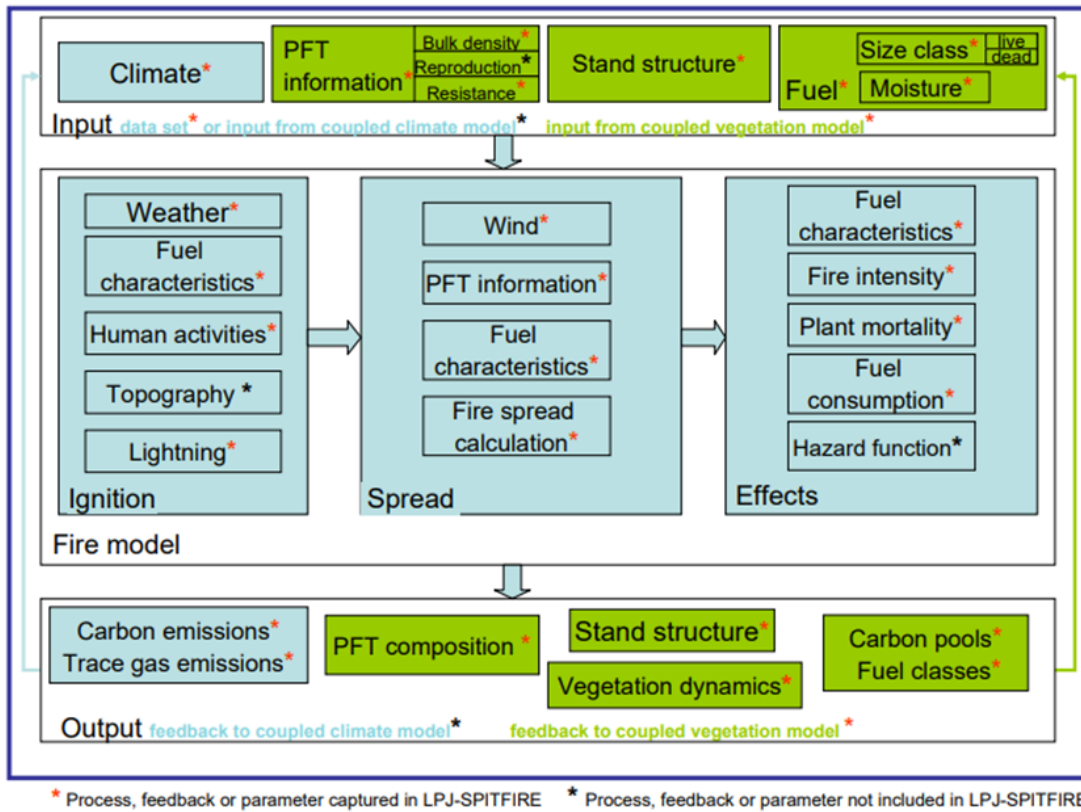 Climate*
PFT
information*
Bulk density*
Reproduction*
Resistance*
Stand structure*
Fuel*
Size class*
live
dead
Moisture*
Input data set* or input from coupled climate model* input from coupled vegetation model*
Weather*
Fuel
characteristics*
Human activities*
Topography *
Lightning*
Ignition
Wind*
PFT information*
Fuel
characteristics*
Fire spread
calculation*
Spread
Fuel
characteristics*
Fire intensity*
Plant mortality*
Fuel
consumption*
Hazard function*
Effects
Fire model
Carbon emissions*
Trace gas emissions*
PFT composition *
Stand structure*
Vegetation dynamics*
Carbon pools*
Fuel classes*
Output feedback to coupled climate model* feedback to coupled vegetation model *
* Process, feedback or parameter captured in LPJ-SPITFIRE * Process, feedback or parameter not included in LPJ-SPITFIRE